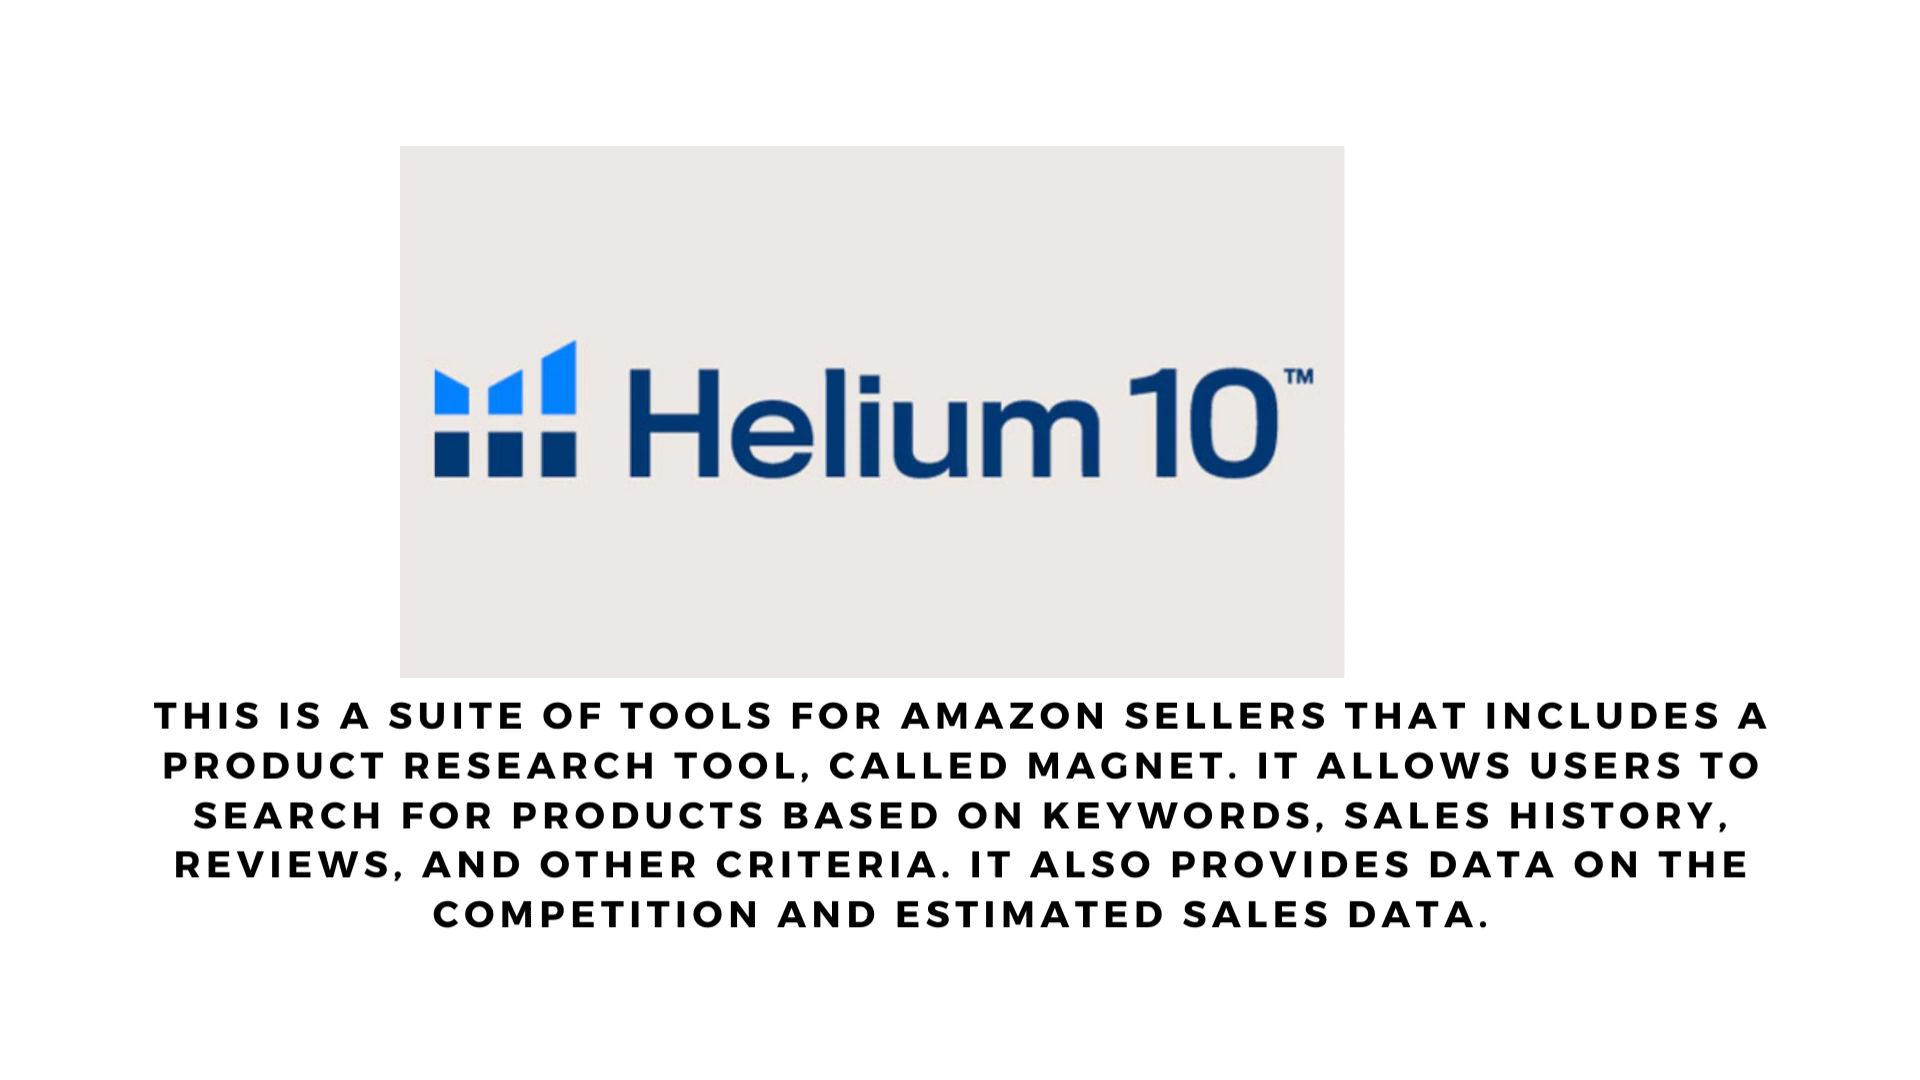 Helium 10™
THIS IS A SUITE OF TOOLS FOR AMAZON SELLERS THAT INCLUDES A
PRODUCT RESEARCH TOOL, CALLED MAGNET. IT ALLOWS USERS TO
SEARCH FOR PRODUCTS BASED ON KEYWORDS, SALES HISTORY,
REVIEWS, AND OTHER CRITERIA. IT ALSO PROVIDES DATA ON THE
COMPETITION AND ESTIMATED SALES DATA.